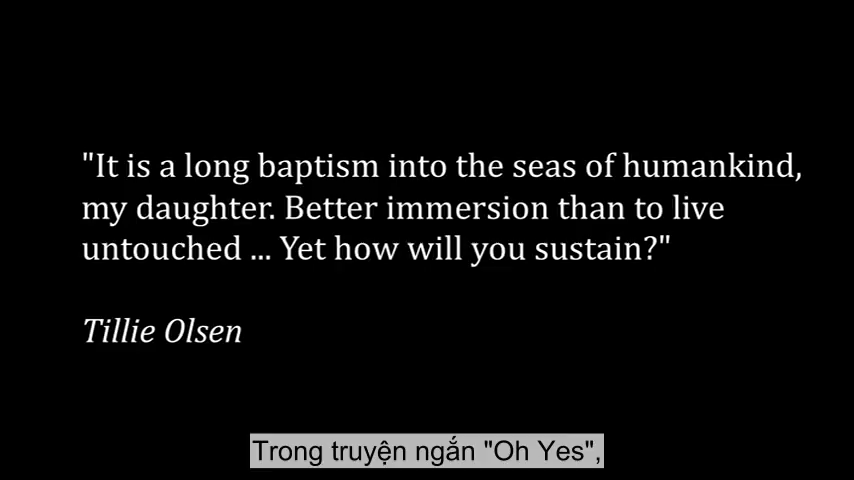 "It is a long baptism into the seas of humankind,
my daughter. Better immersion than to live
untouched ... Yet how will you sustain?"
Tillie Olsen
Trong truyện ngắn "Oh Yes",